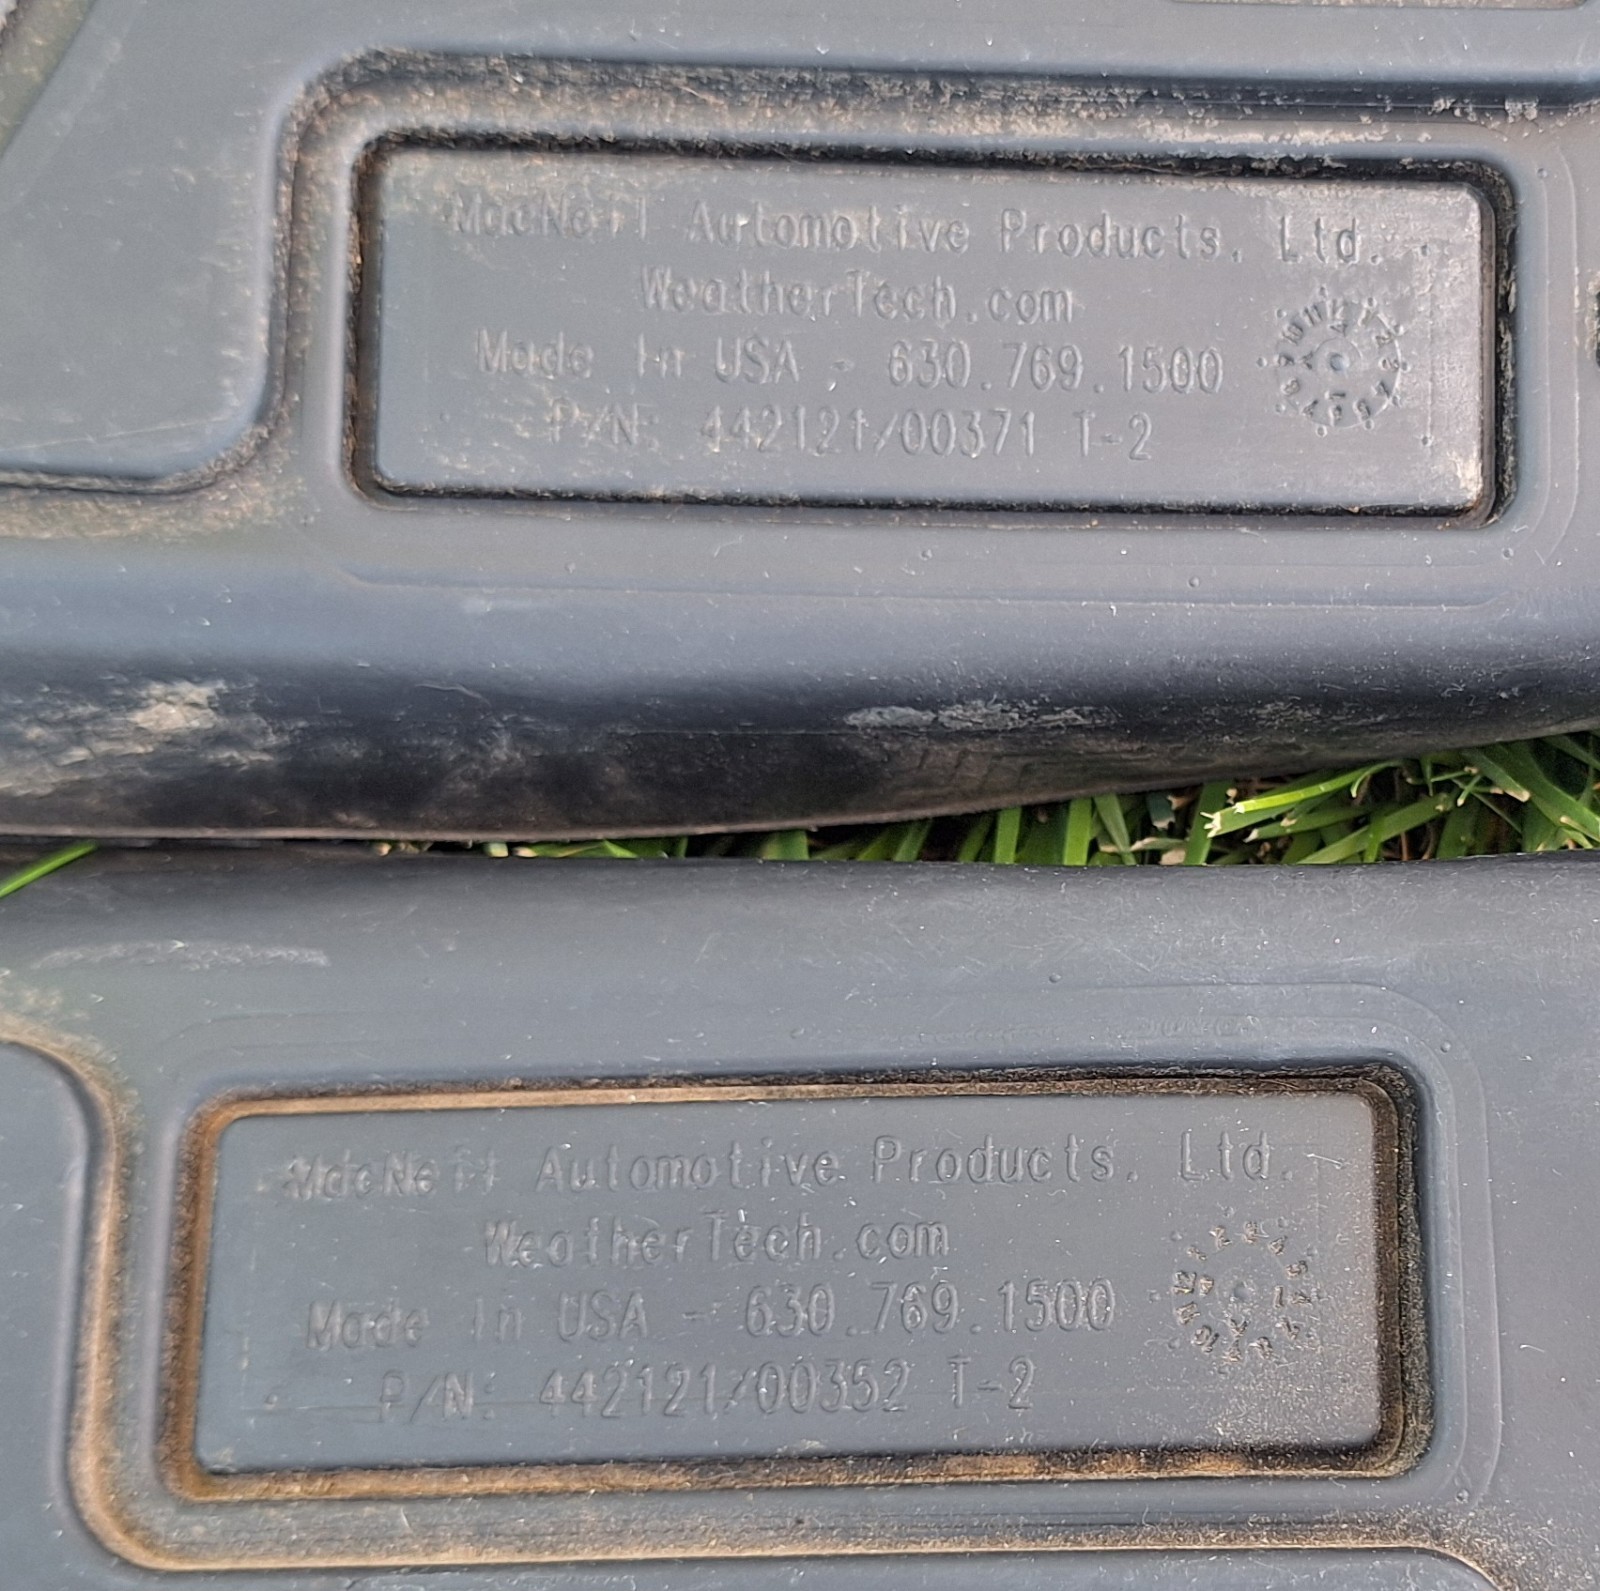 MacNeil Automotive Products, Ltd.
WeatherTech.com
Made In USA - 630.769.1500
P/N: 442121/00371 T-2
MacNeil Automotive Products, Ltd.
WeatherTech.com
Made In USA - 630.769.1500
P/N: 442121/00352 T-2